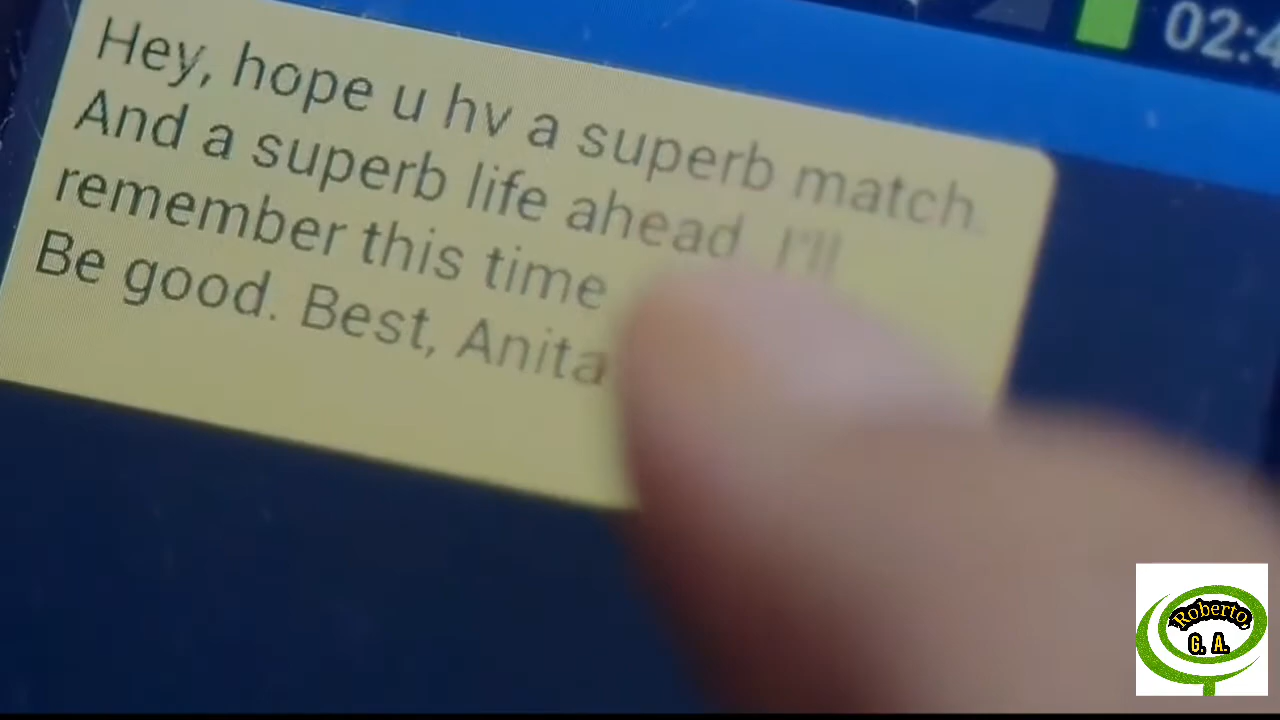 02:4
Hey, hope u hv a superb match.
And a superb life ahead. I'll
remember this time
Be good. Best, Anita
Roberto
G. A.